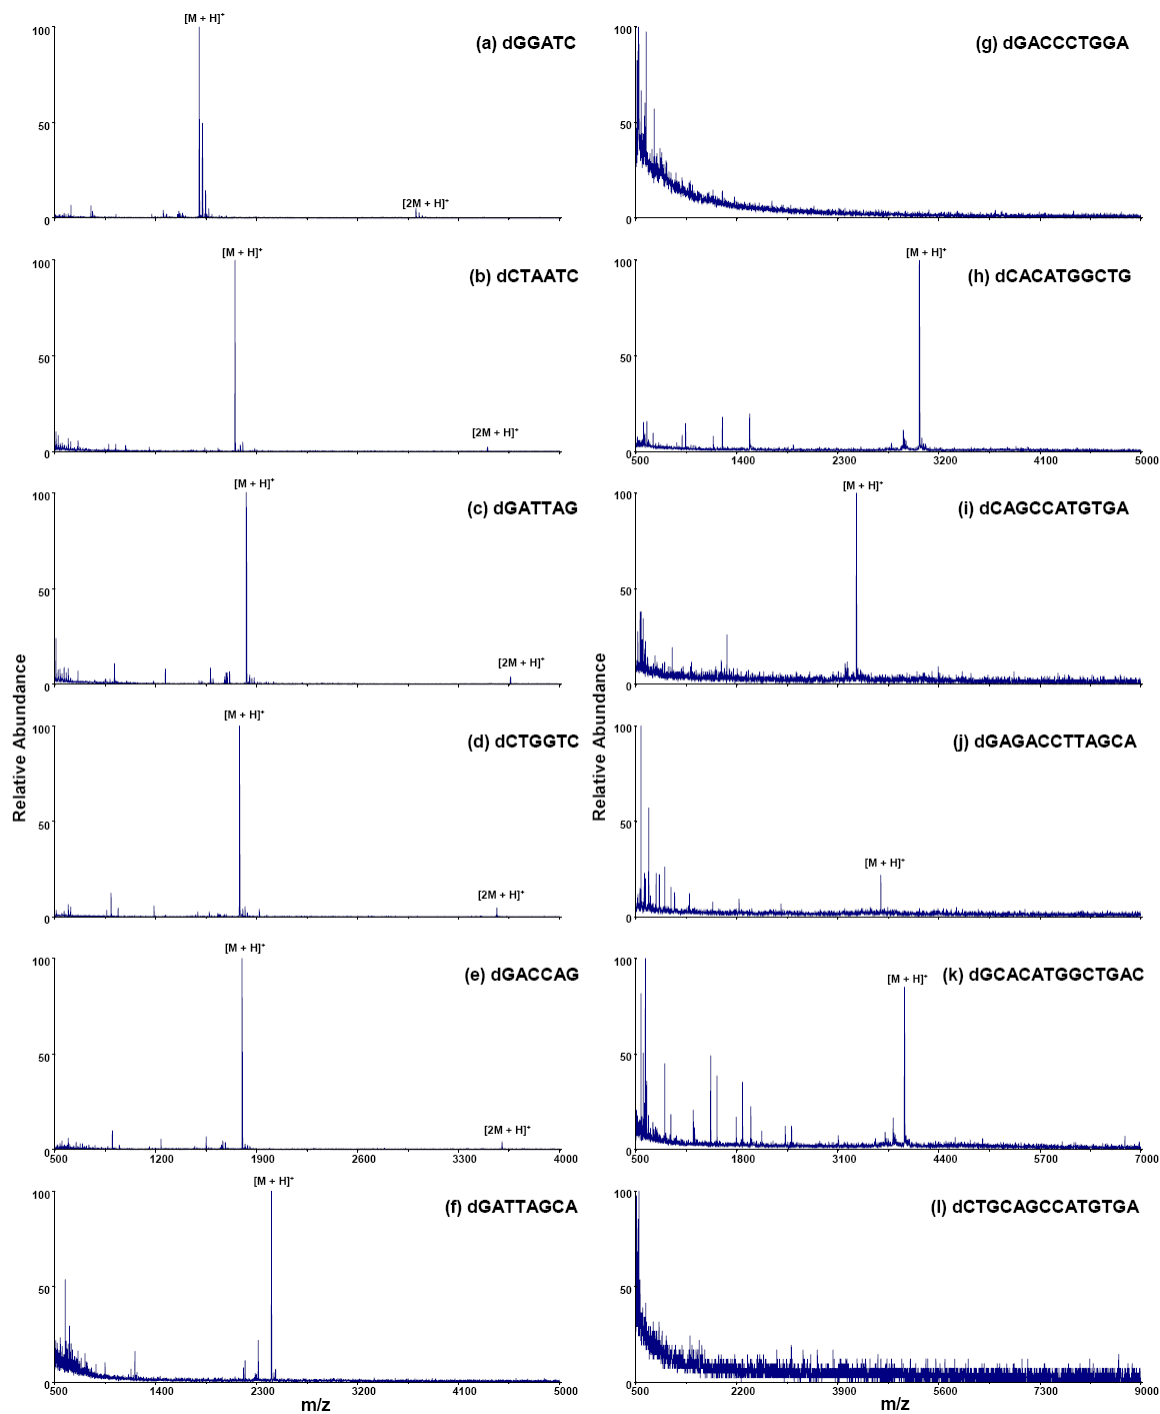 [M + H]⁺
(a) dGGATC
100
50
0
[2M + H]⁺
[M + H]⁺
(b) dCTAATC
100
50
0
[2M + H]⁺
[M + H]⁺
(c) dGATTAG
100
50
0
[2M + H]⁺
[M + H]⁺
(d) dCTGGTC
100
50
0
[2M + H]⁺
[M + H]⁺
(e) dGACCAG
100
50
0
[2M + H]⁺
500 1200 1900 2600 3300 4000
[M + H]⁺
(f) dGATTAGCA
100
50
0
500 1400 2300 3200 4100 5000
m/z
Relative Abundance
(g) dGACCCTGGA
100
50
0
[M + H]⁺
(h) dCACATGGCTG
100
50
0
500 1400 2300 3200 4100 5000
[M + H]⁺
(i) dCAGCCATGTGA
100
50
0
(j) dGAGACCTTAGCA
100
50
0
[M + H]⁺
[M + H]⁺
(k) dGCACATGGCTGAC
100
50
0
500 1800 3100 4400 5700 7000
(l) dCTGCAGCCATGTGA
100
50
0
500 2200 3900 5600 7300 9000
m/z
Relative Abundance